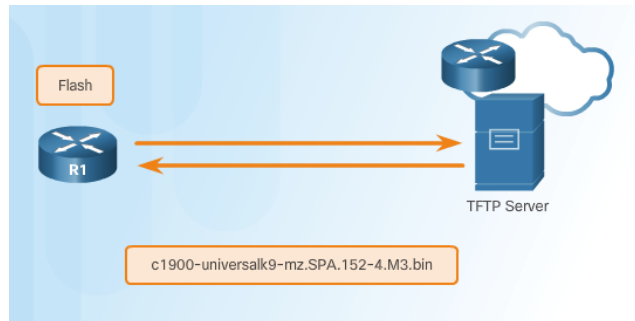 Flash
R1
TFTP Server
c1900-universalk9-mz.SPA.152-4.M3.bin